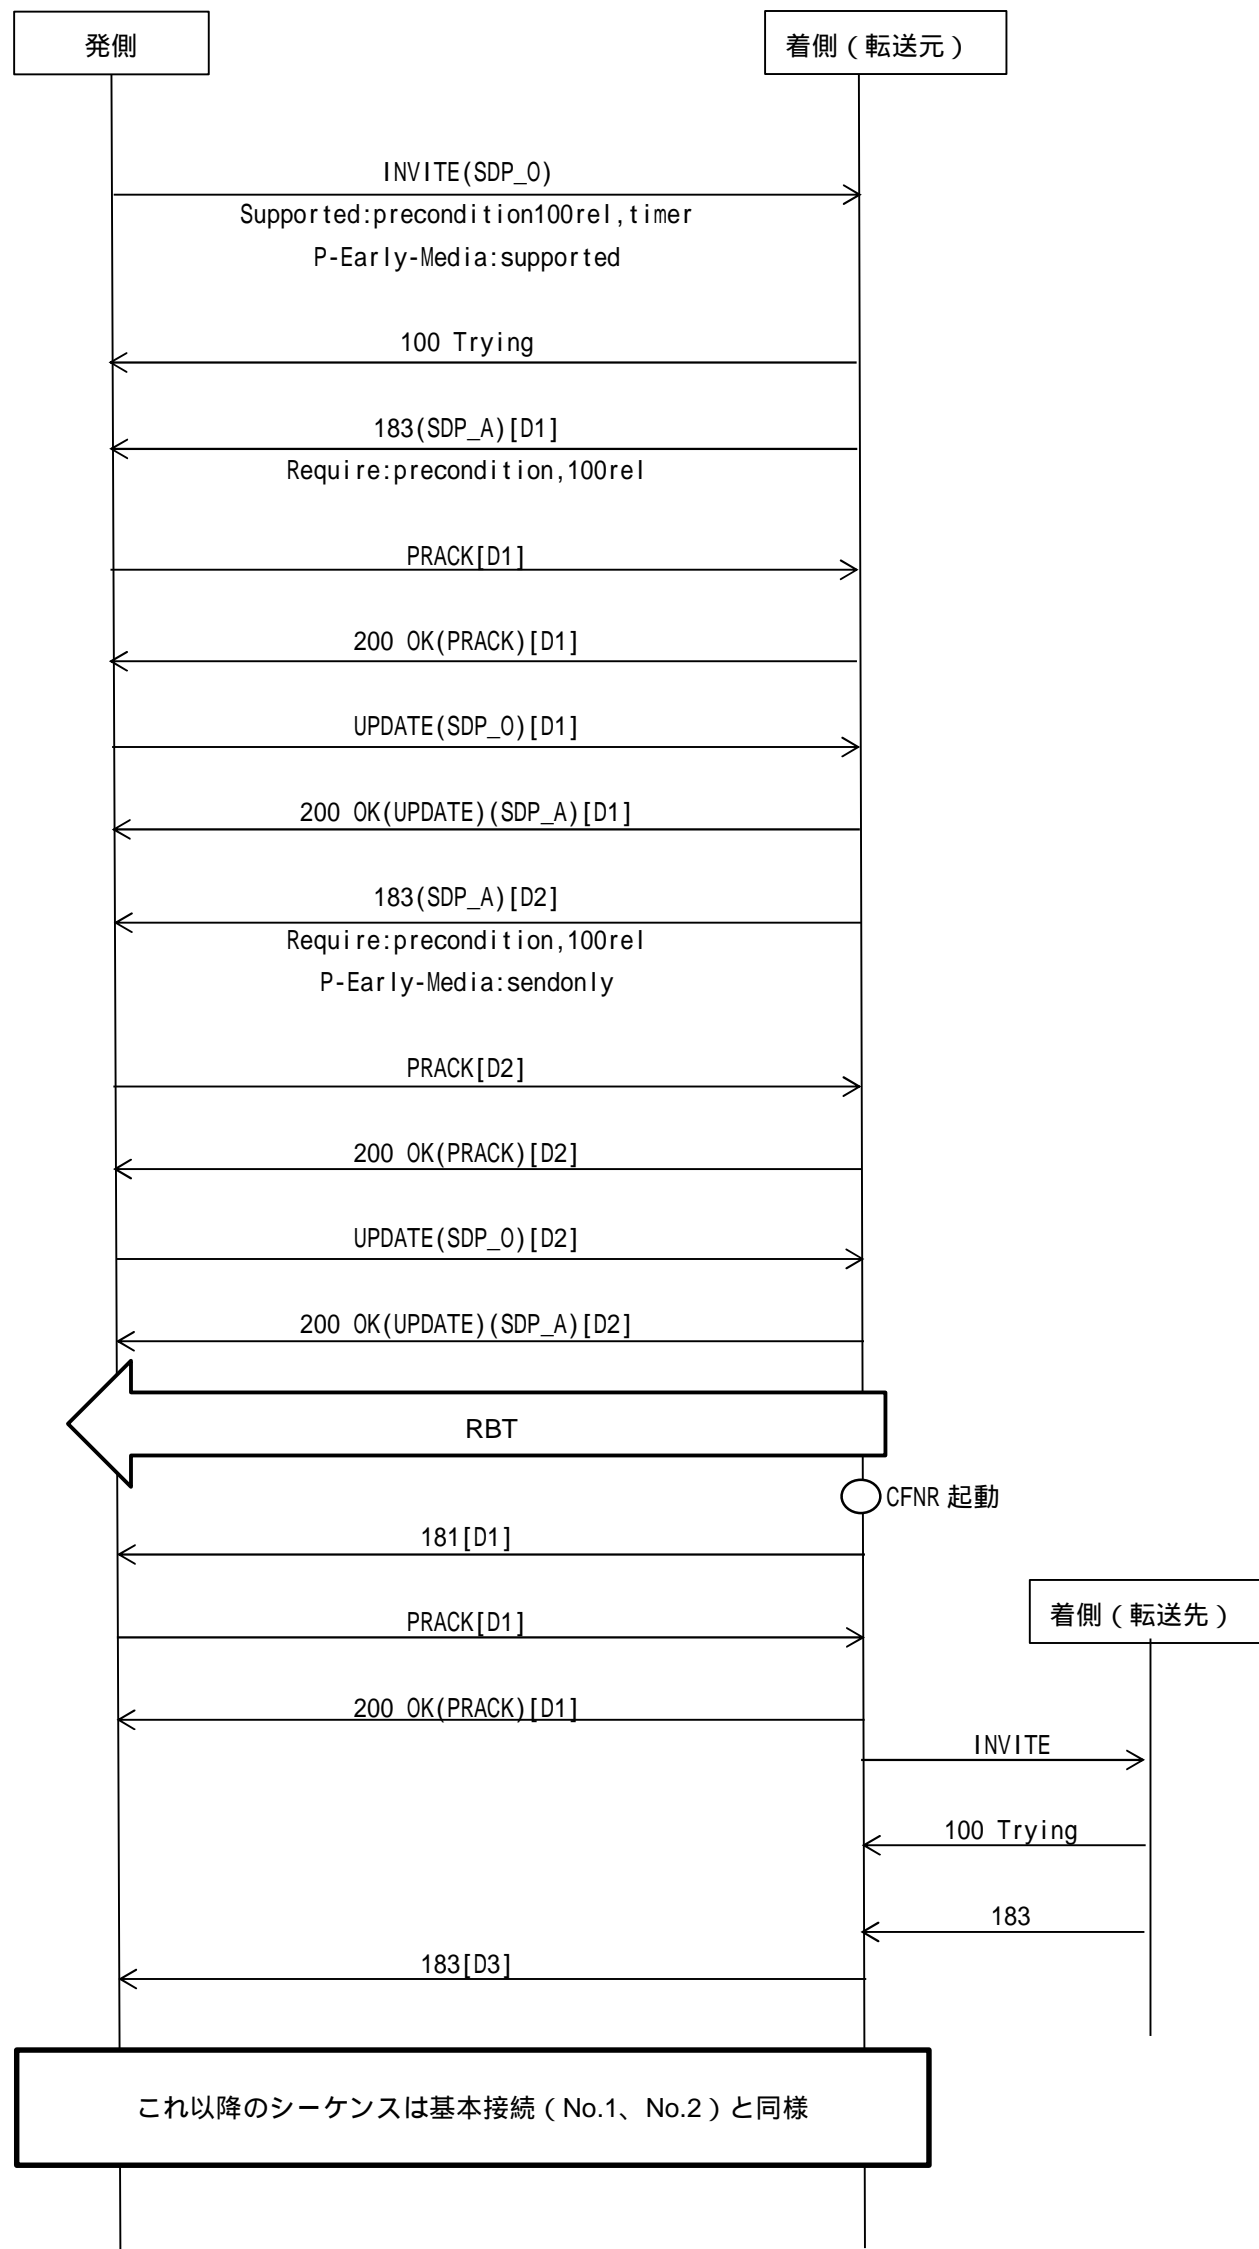 発側
着側（転送元）
INVITE(SDP_O)
Supported:precondition100rel,timer
P-Early-Media:supported
100 Trying
183(SDP_A)[D1]
Require:precondition,100rel
PRACK[D1]
200 OK(PRACK)[D1]
UPDATE(SDP_O)[D1]
200 OK(UPDATE)(SDP_A)[D1]
183(SDP_A)[D2]
Require:precondition,100rel
P-Early-Media:sendonly
PRACK[D2]
200 OK(PRACK)[D2]
UPDATE(SDP_O)[D2]
200 OK(UPDATE)(SDP_A)[D2]
RBT
CFNR 起動
181[D1]
着側（転送先）
PRACK[D1]
200 OK(PRACK)[D1]
INVITE
100 Trying
183
183[D3]
これ以降のシーケンスは基本接続（No.1、No.2）と同様